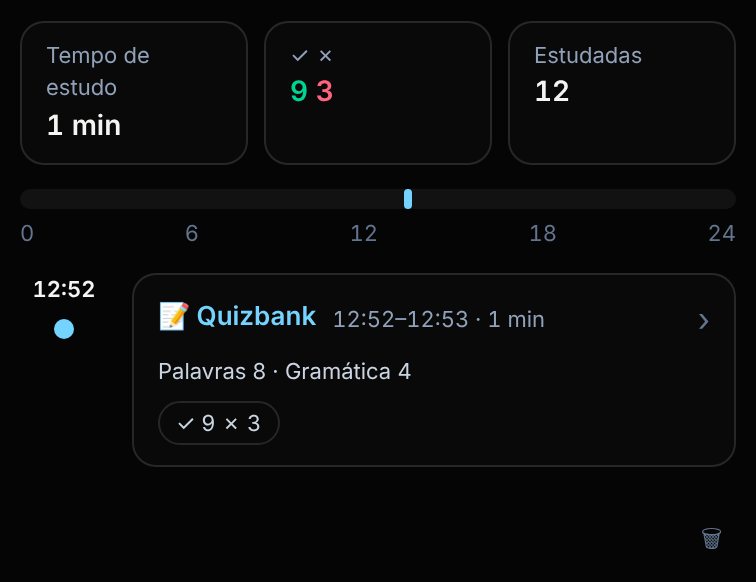 Tempo de
estudo
1 min
✓ ×
9 3
Estudadas
12
0 6 12 18 24
12:52
📝 Quizbank 12:52–12:53 · 1 min ›
Palavras 8 · Gramática 4
✓ 9 × 3